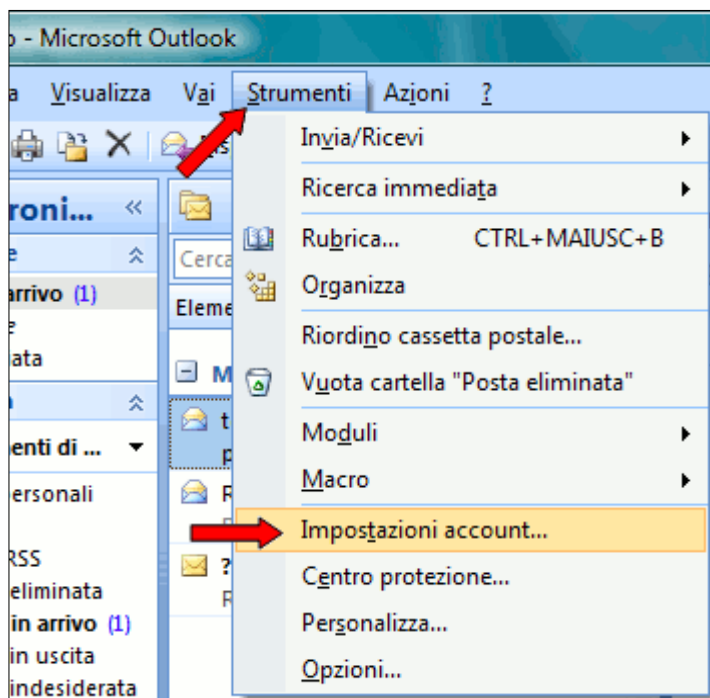 - Microsoft Outlook
Visualizza Vai Strumenti Azioni ?
Invia/Ricevi
Ricerca immediata
Rubrica... CTRL+MAIUSC+B
Organizza
Riordino cassetta postale...
Vuota cartella "Posta eliminata"
Moduli
Macro
Impostazioni account...
Centro protezione...
Personalizza...
Opzioni...
roni...
arrivo (1)
ata
enti di ...
ersonali
RSS
eliminata
in arrivo (1)
in uscita
indesiderata
Cerca
Eleme
M
t
p
R
?
R